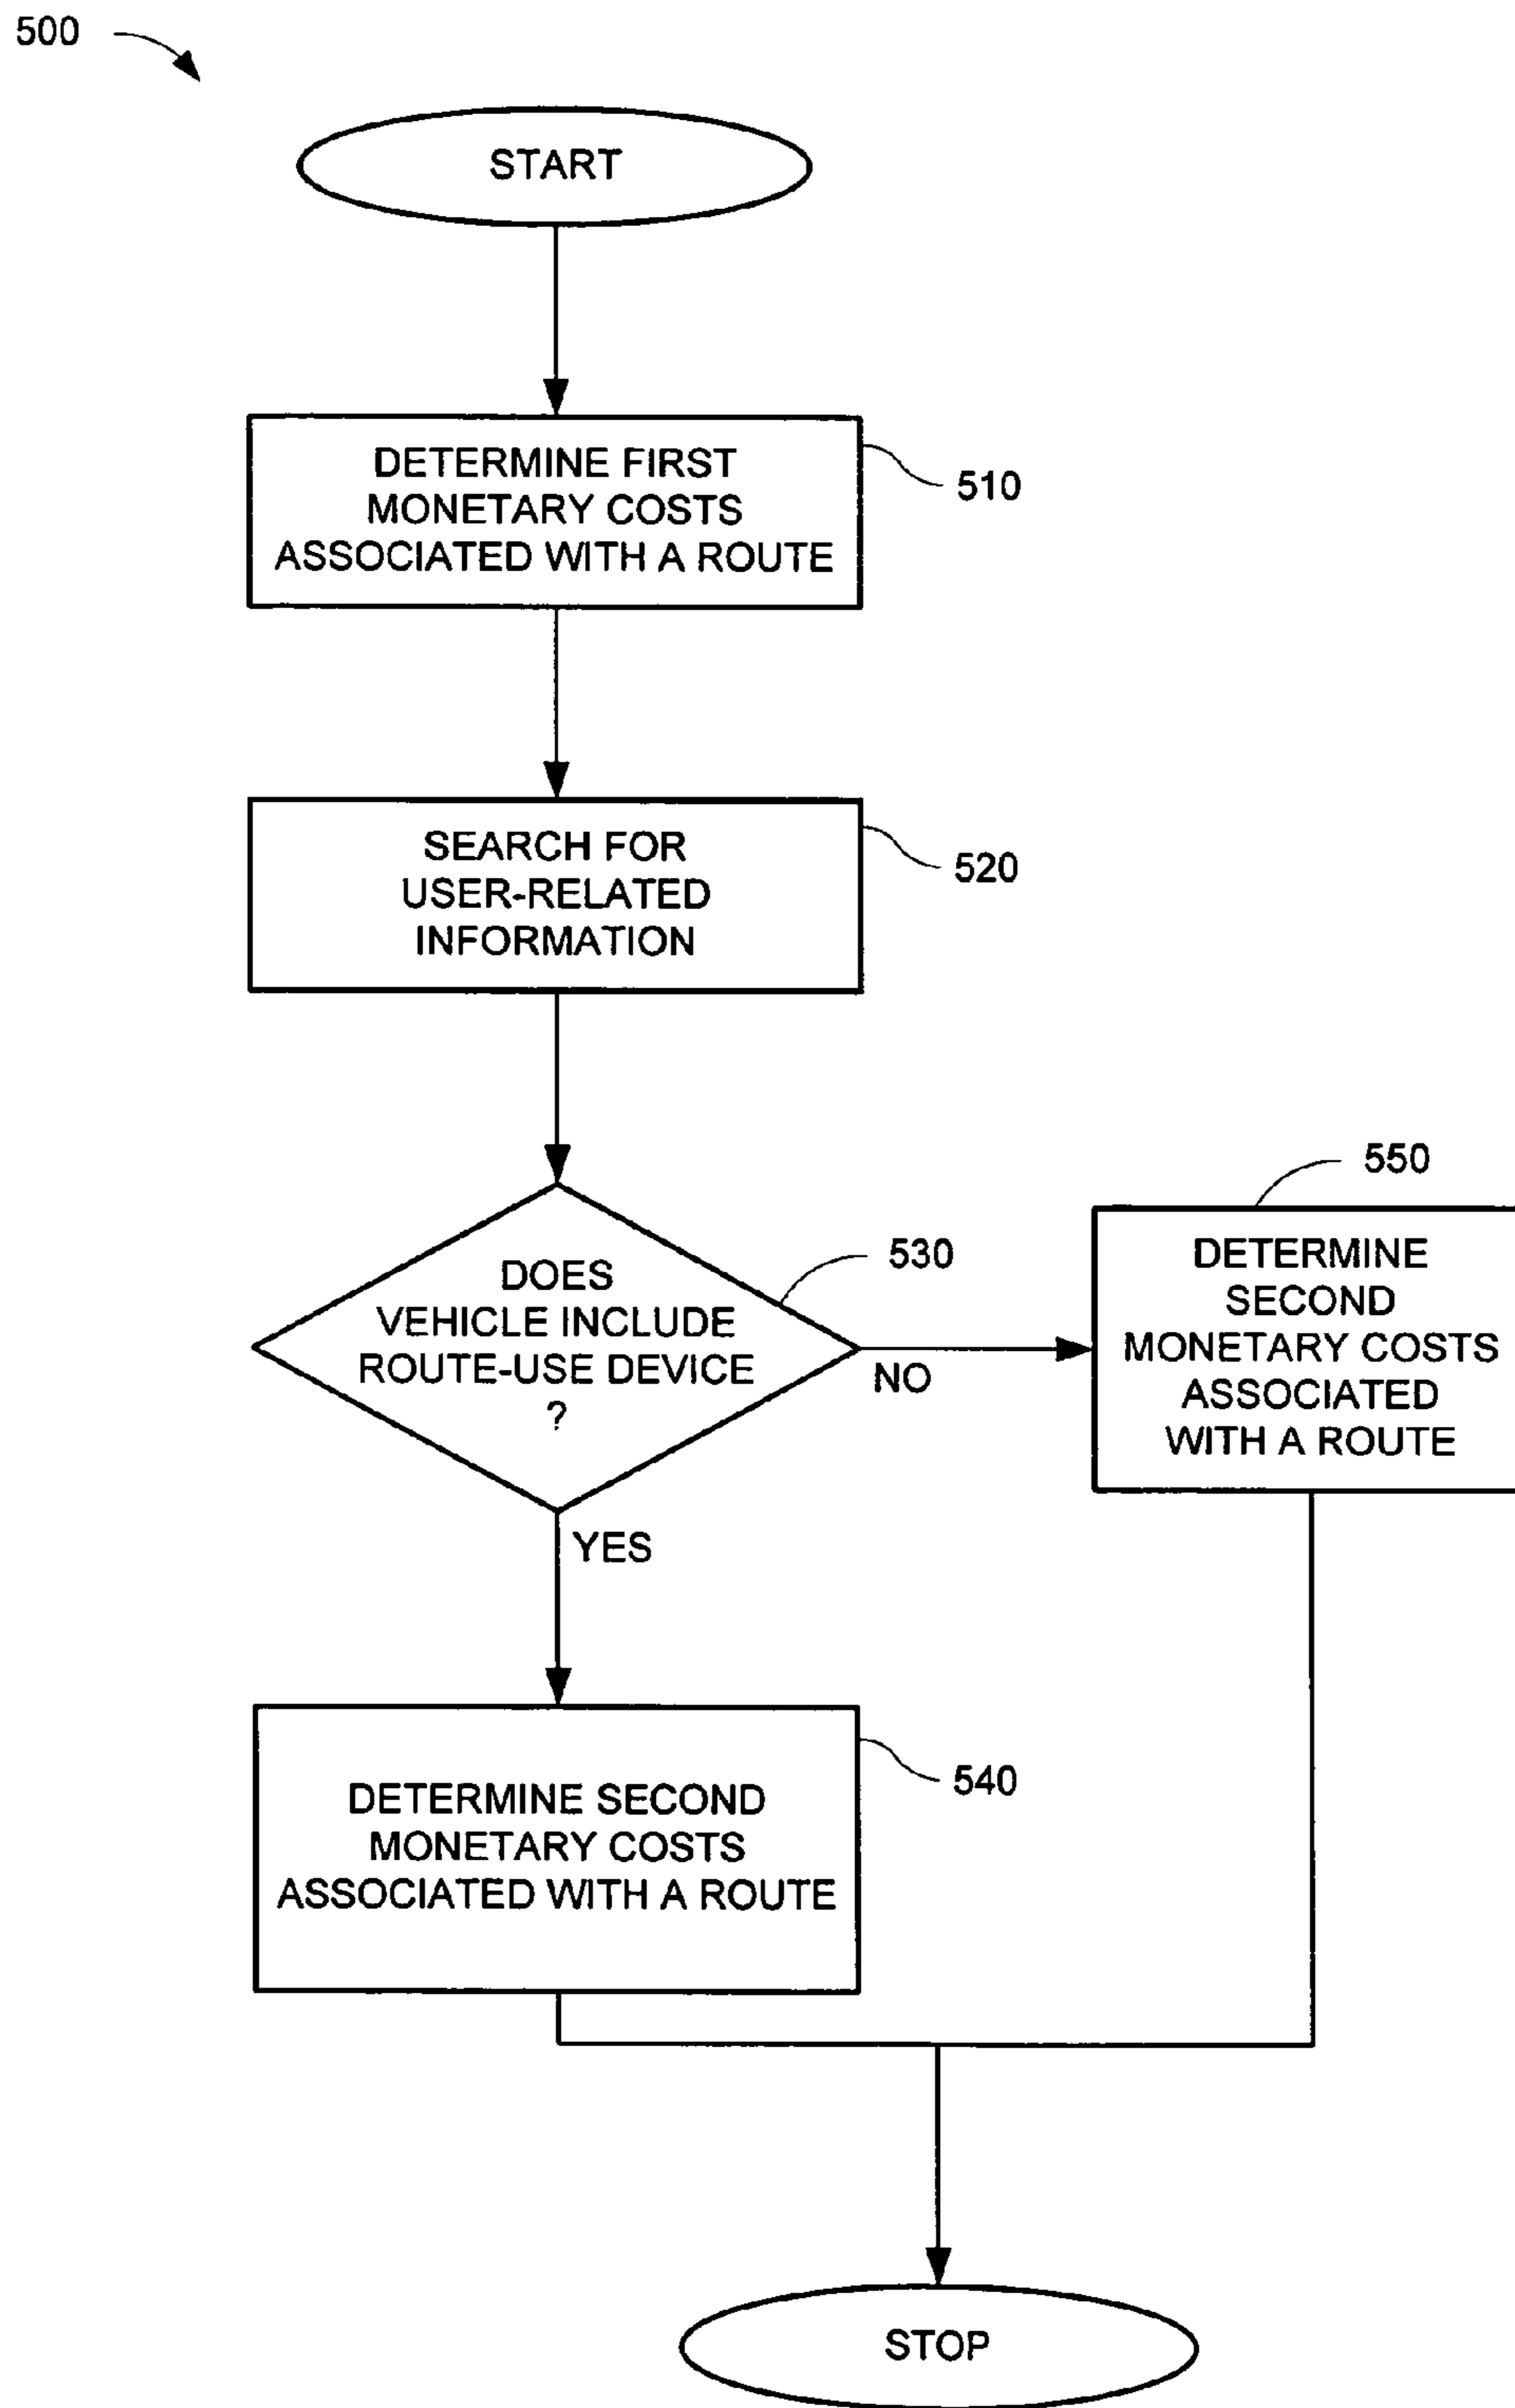 500
START
DETERMINE FIRST
MONETARY COSTS
ASSOCIATED WITH A ROUTE
510
SEARCH FOR
USER-RELATED
INFORMATION
520
DOES
VEHICLE INCLUDE
ROUTE-USE DEVICE
?
530
NO
YES
550
DETERMINE
SECOND
MONETARY COSTS
ASSOCIATED
WITH A ROUTE
DETERMINE SECOND
MONETARY COSTS
ASSOCIATED WITH A ROUTE
540
STOP